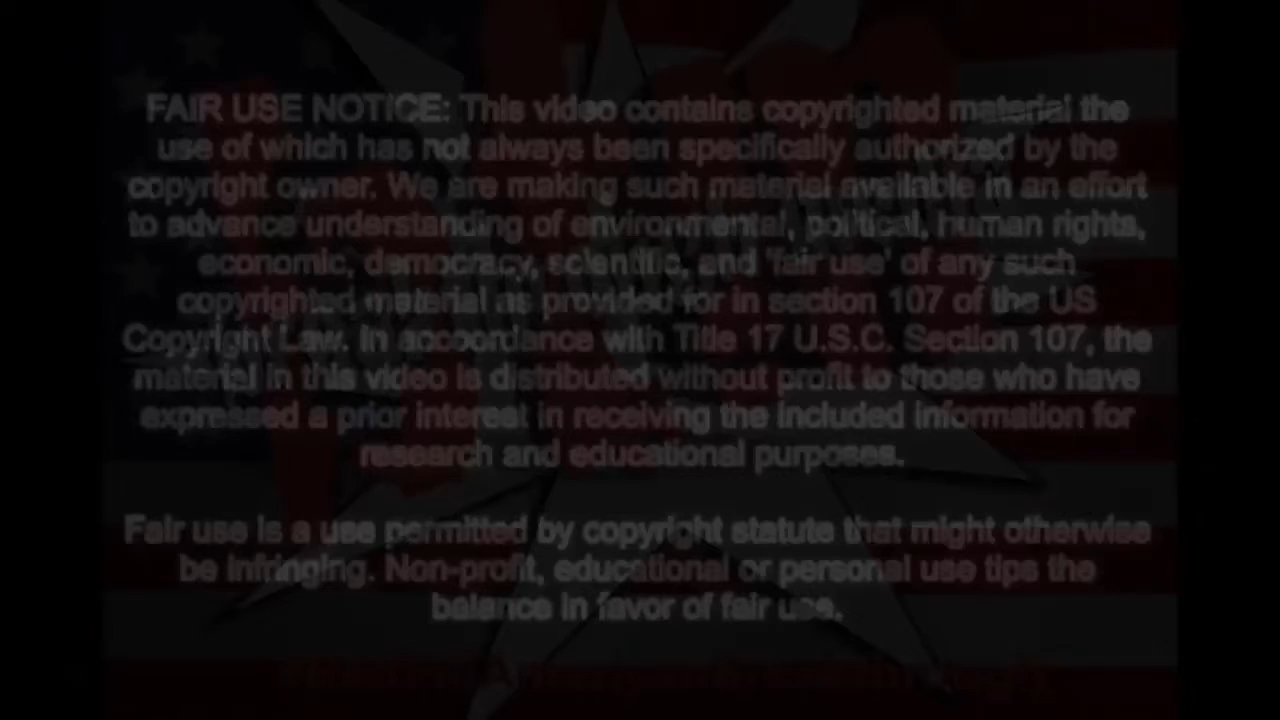 FAIR USE NOTICE: This video contains copyrighted material the
use of which has not always been specifically authorized by the
copyright owner. We are making such material available in an effort
to advance understanding of environmental, political, human rights,
economic, democracy, scientific, and 'fair use' of any such
copyrighted material as provided for in section 107 of the US
Copyright Law. In accoordance with Title 17 U.S.C. Section 107, the
material in this video is distributed without profit to those who have
expressed a prior interest in receiving the included information for
research and educational purposes.
Fair use is a use permitted by copyright statute that might otherwise
be infringing. Non-profit, educational or personal use tips the
balance in favor of fair use.